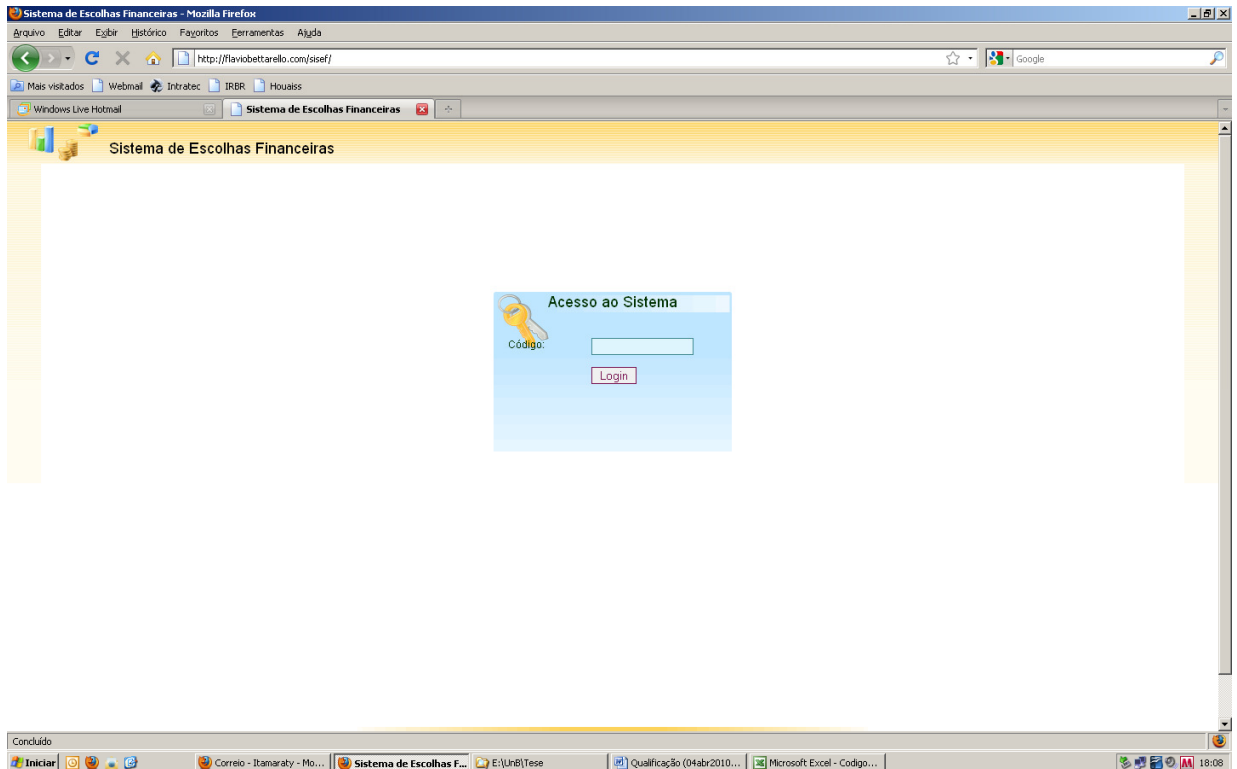 Sistema de Escolhas Financeiras - Mozilla Firefox
Arquivo Editar Exibir Histórico Favoritos Ferramentas Ajuda
http://flaviobettarello.com/sisef/ Google
Mais visitados Webmail Intratec IRBR Houaiss
Windows Live Hotmail Sistema de Escolhas Financeiras
Sistema de Escolhas Financeiras
Acesso ao Sistema
Código:
Login
Concluído
Iniciar Correio - Itamaraty - Mo... Sistema de Escolhas F... E:\UnB\Tese Qualificação (04abr2010... Microsoft Excel - Codigo... 18:08